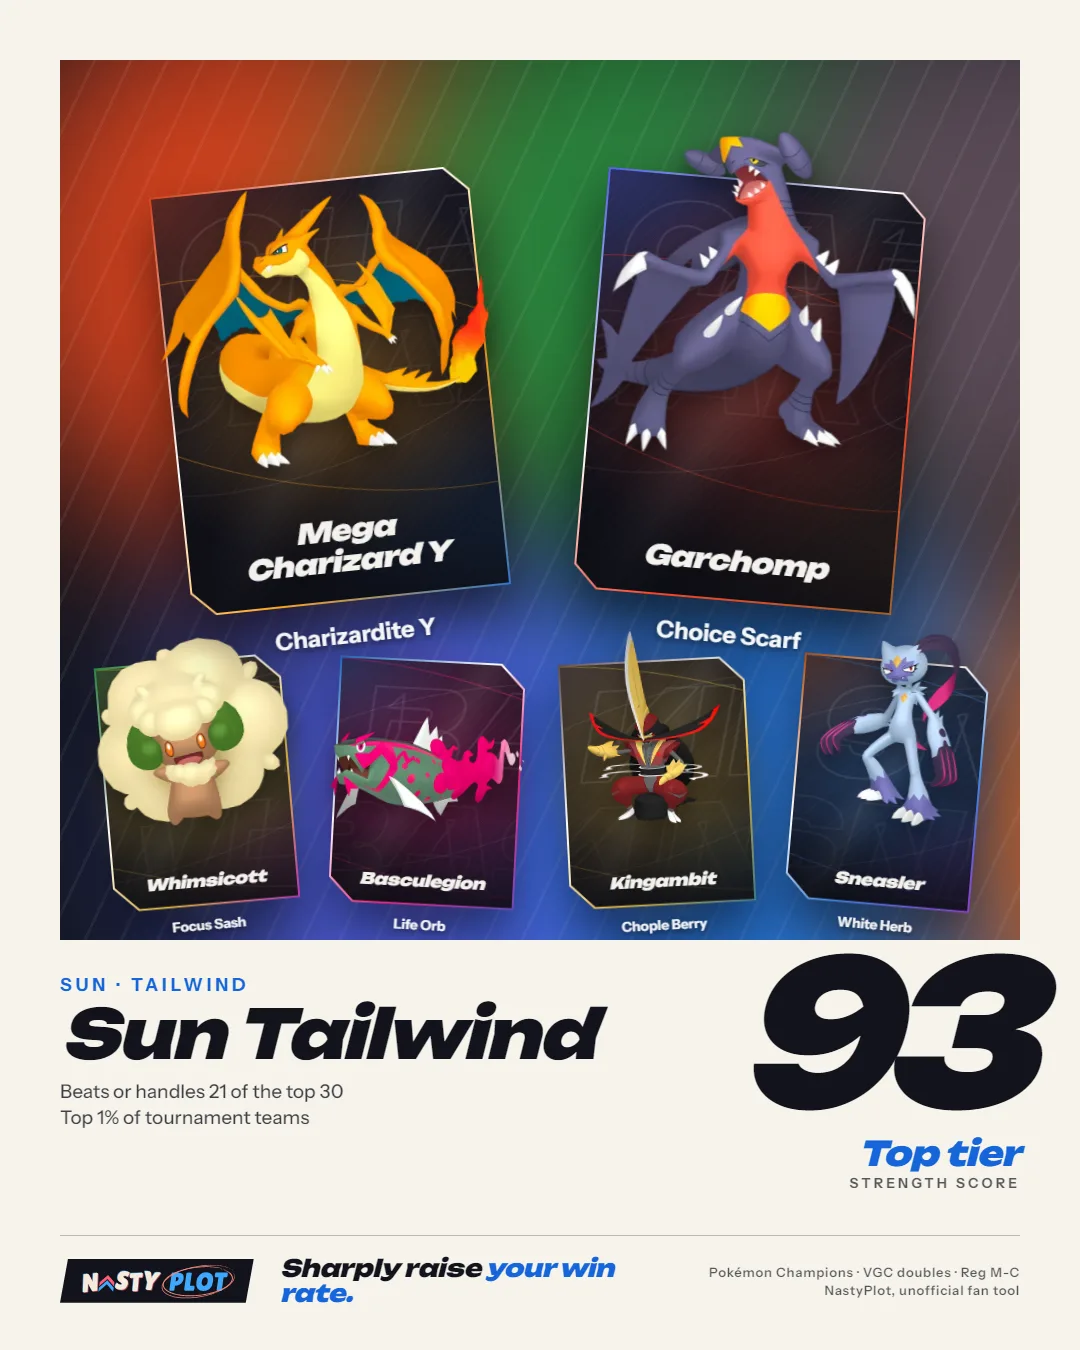 Mega
Charizard Y
Garchomp
Charizardite Y
Choice Scarf
Whimsicott
Basculegion
Kingambit
Sneasler
Focus Sash
Life Orb
Chople Berry
White Herb
SUN · TAILWIND
Sun Tailwind
Beats or handles 21 of the top 30
Top 1% of tournament teams
93
Top tier
STRENGTH SCORE
NASTY PLOT
Sharply raise your win
rate.
Pokémon Champions · VGC doubles · Reg M-C
NastyPlot, unofficial fan tool